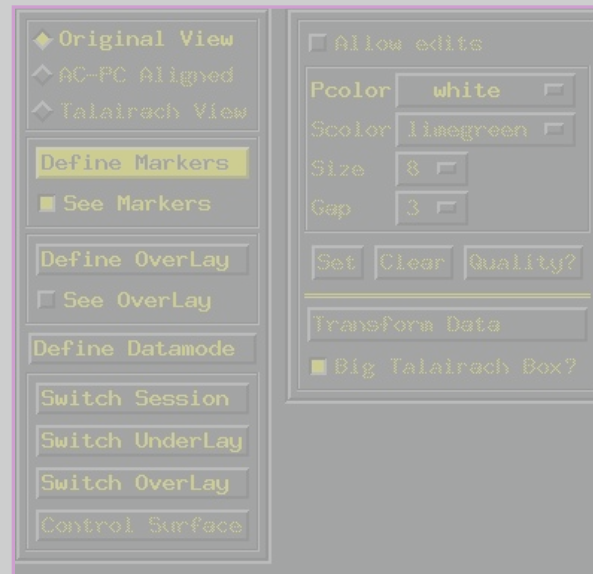 Original View
AC-PC Aligned
Talairach View
Define Markers
See Markers
Define OverLay
See OverLay
Define Datamode
Switch Session
Switch UnderLay
Switch OverLay
Control Surface
Allow edits
Pcolor white
Scolor limegreen
Size 8
Gap 3
Set Clear Quality?
Transform Data
Big Talairach Box?